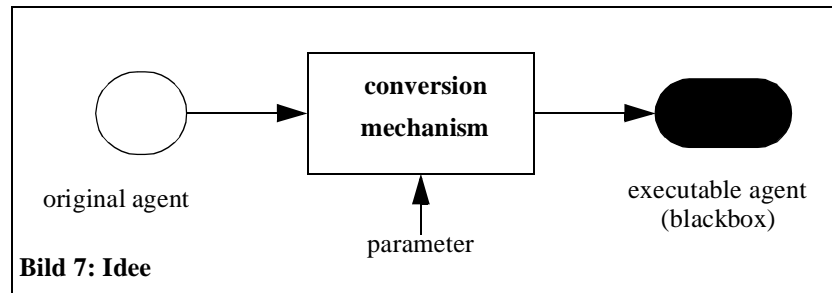 conversion
mechanism
original agent
executable agent
(blackbox)
parameter
Bild 7: Idee